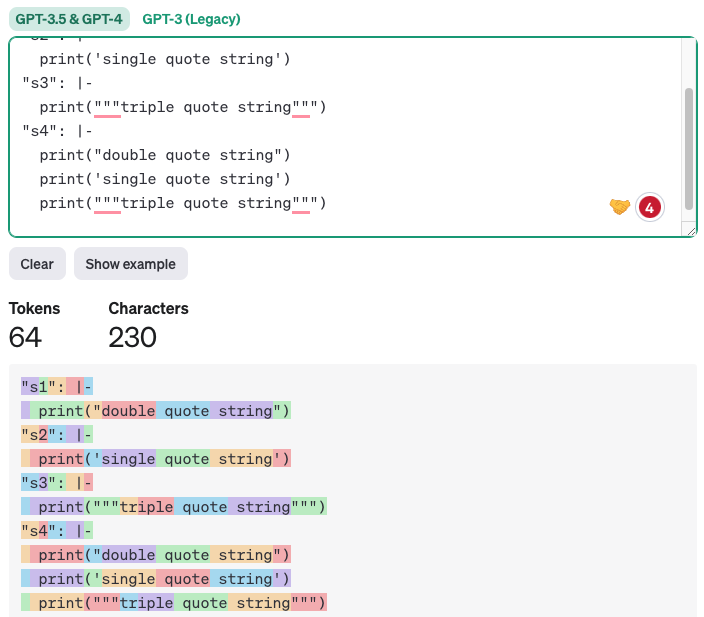 GPT-3.5 & GPT-4 GPT-3 (Legacy)
  print('single quote string')
"s3": |-
  print("""triple quote string""")
"s4": |-
  print("double quote string")
  print('single quote string')
  print("""triple quote string""")
4
Clear Show example
Tokens Characters
64 230
"s1": |-
  print("double quote string")
"s2": |-
  print('single quote string')
"s3": |-
  print("""triple quote string""")
"s4": |-
  print("double quote string")
  print('single quote string')
  print("""triple quote string""")